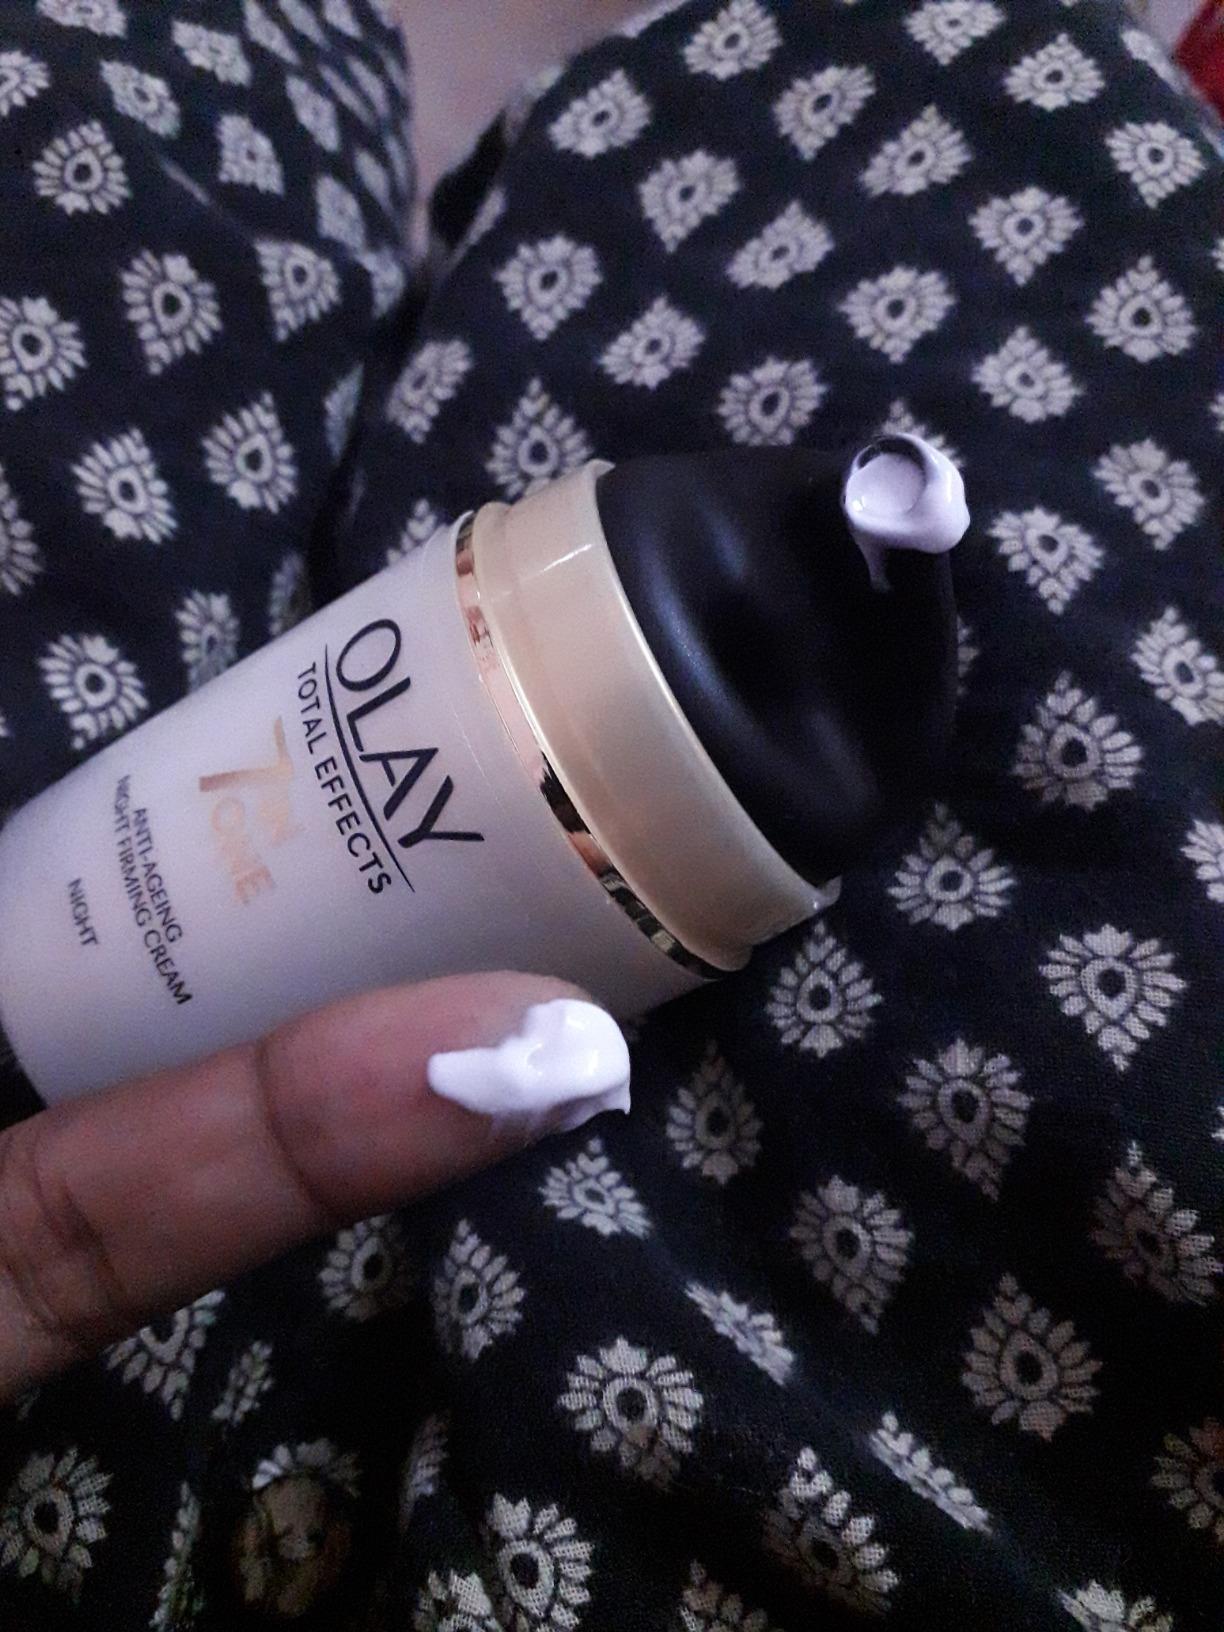 OLAY
TOTAL EFFECTS
7 IN
ONE
ANTI-AGEING
NIGHT FIRMING CREAM
NIGHT